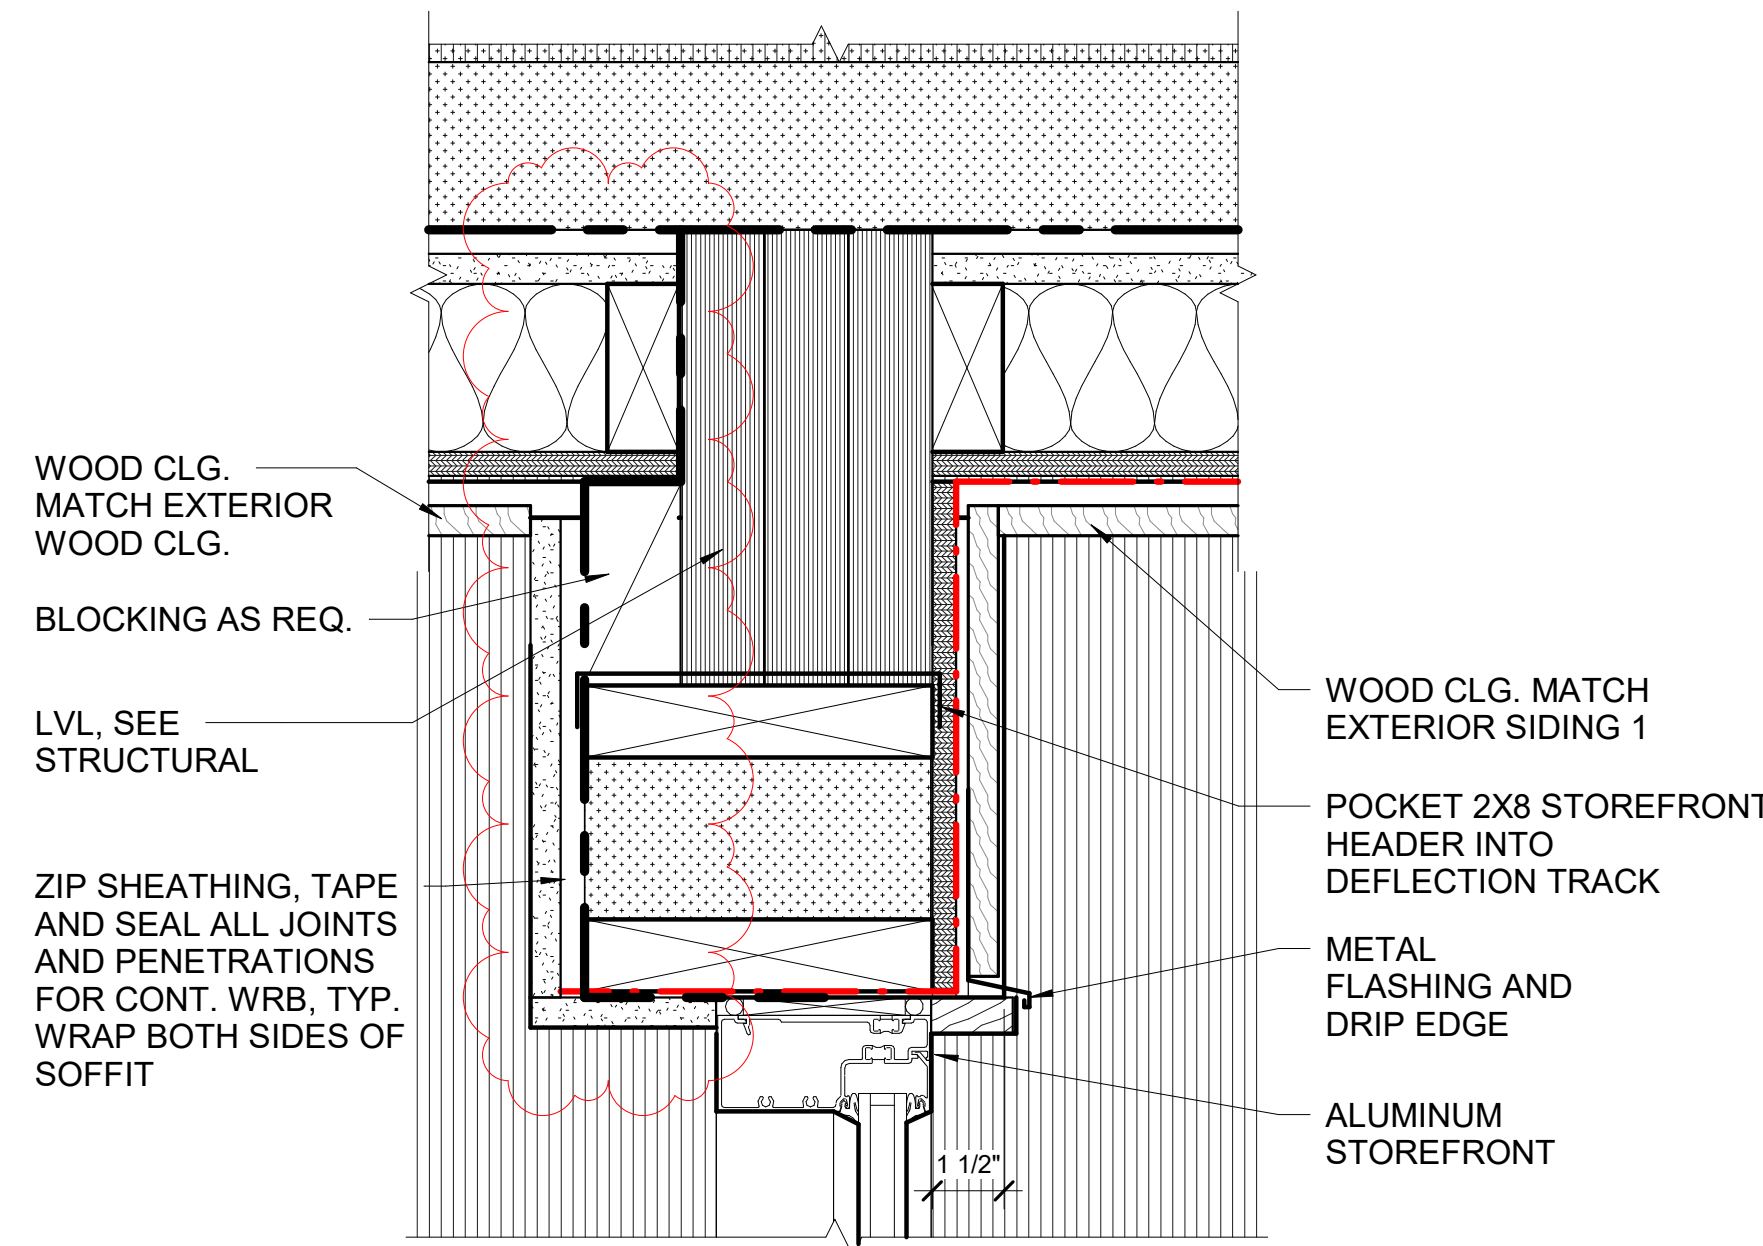 WOOD CLG.
MATCH EXTERIOR
WOOD CLG.
BLOCKING AS REQ.
LVL, SEE
STRUCTURAL
ZIP SHEATHING, TAPE
AND SEAL ALL JOINTS
AND PENETRATIONS
FOR CONT. WRB, TYP.
WRAP BOTH SIDES OF
SOFFIT
WOOD CLG. MATCH
EXTERIOR SIDING 1
POCKET 2X8 STOREFRONT
HEADER INTO
DEFLECTION TRACK
METAL
FLASHING AND
DRIP EDGE
ALUMINUM
STOREFRONT
1 1/2"